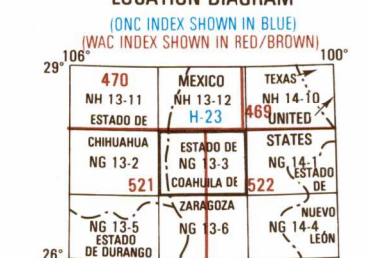 LOCATION DIAGRAM
(ONC INDEX SHOWN IN BLUE)
(WAC INDEX SHOWN IN RED/BROWN)
106° 100°
29°
470 MEXICO TEXAS
NH 13-11 NH 13-12 NH 14-10
ESTADO DE H-23 469 UNITED
CHIHUAHUA ESTADO DE STATES
NG 13-2 NG 13-3 NG 14-1
521 COAHUILA DE 522 ESTADO DE
ZARAGOZA NUEVO
NG 13-5 NG 13-6 NG 14-4
ESTADO LEÓN
DE DURANGO
26°